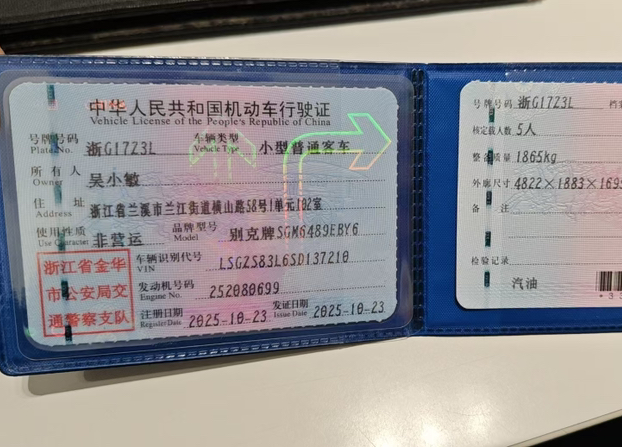 中华人民共和国机动车行驶证
Vehicle License of the People's Republic of China
号牌号码 浙G17Z3L 车辆类型 小型普通客车
Plate No. Vehicle Type
所有人 吴小敏
Owner
住址 浙江省兰溪市兰江街道横山路58号1单元102室
Address
使用性质 非营运 品牌型号 别克牌SGM6489EBY6
Use Character Model
浙江省金华
市公安局交
通警察支队
车辆识别代号 LSGZS83L6SD137210
VIN
发动机号码 252080699
Engine No.
注册日期 2025-10-23 发证日期 2025-10-23
Register Date Issue Date
号牌号码 浙G17Z3L
核定载人数 5人
整备质量 1865kg
外廓尺寸 4822×1883×169
备注
检验记录
汽油